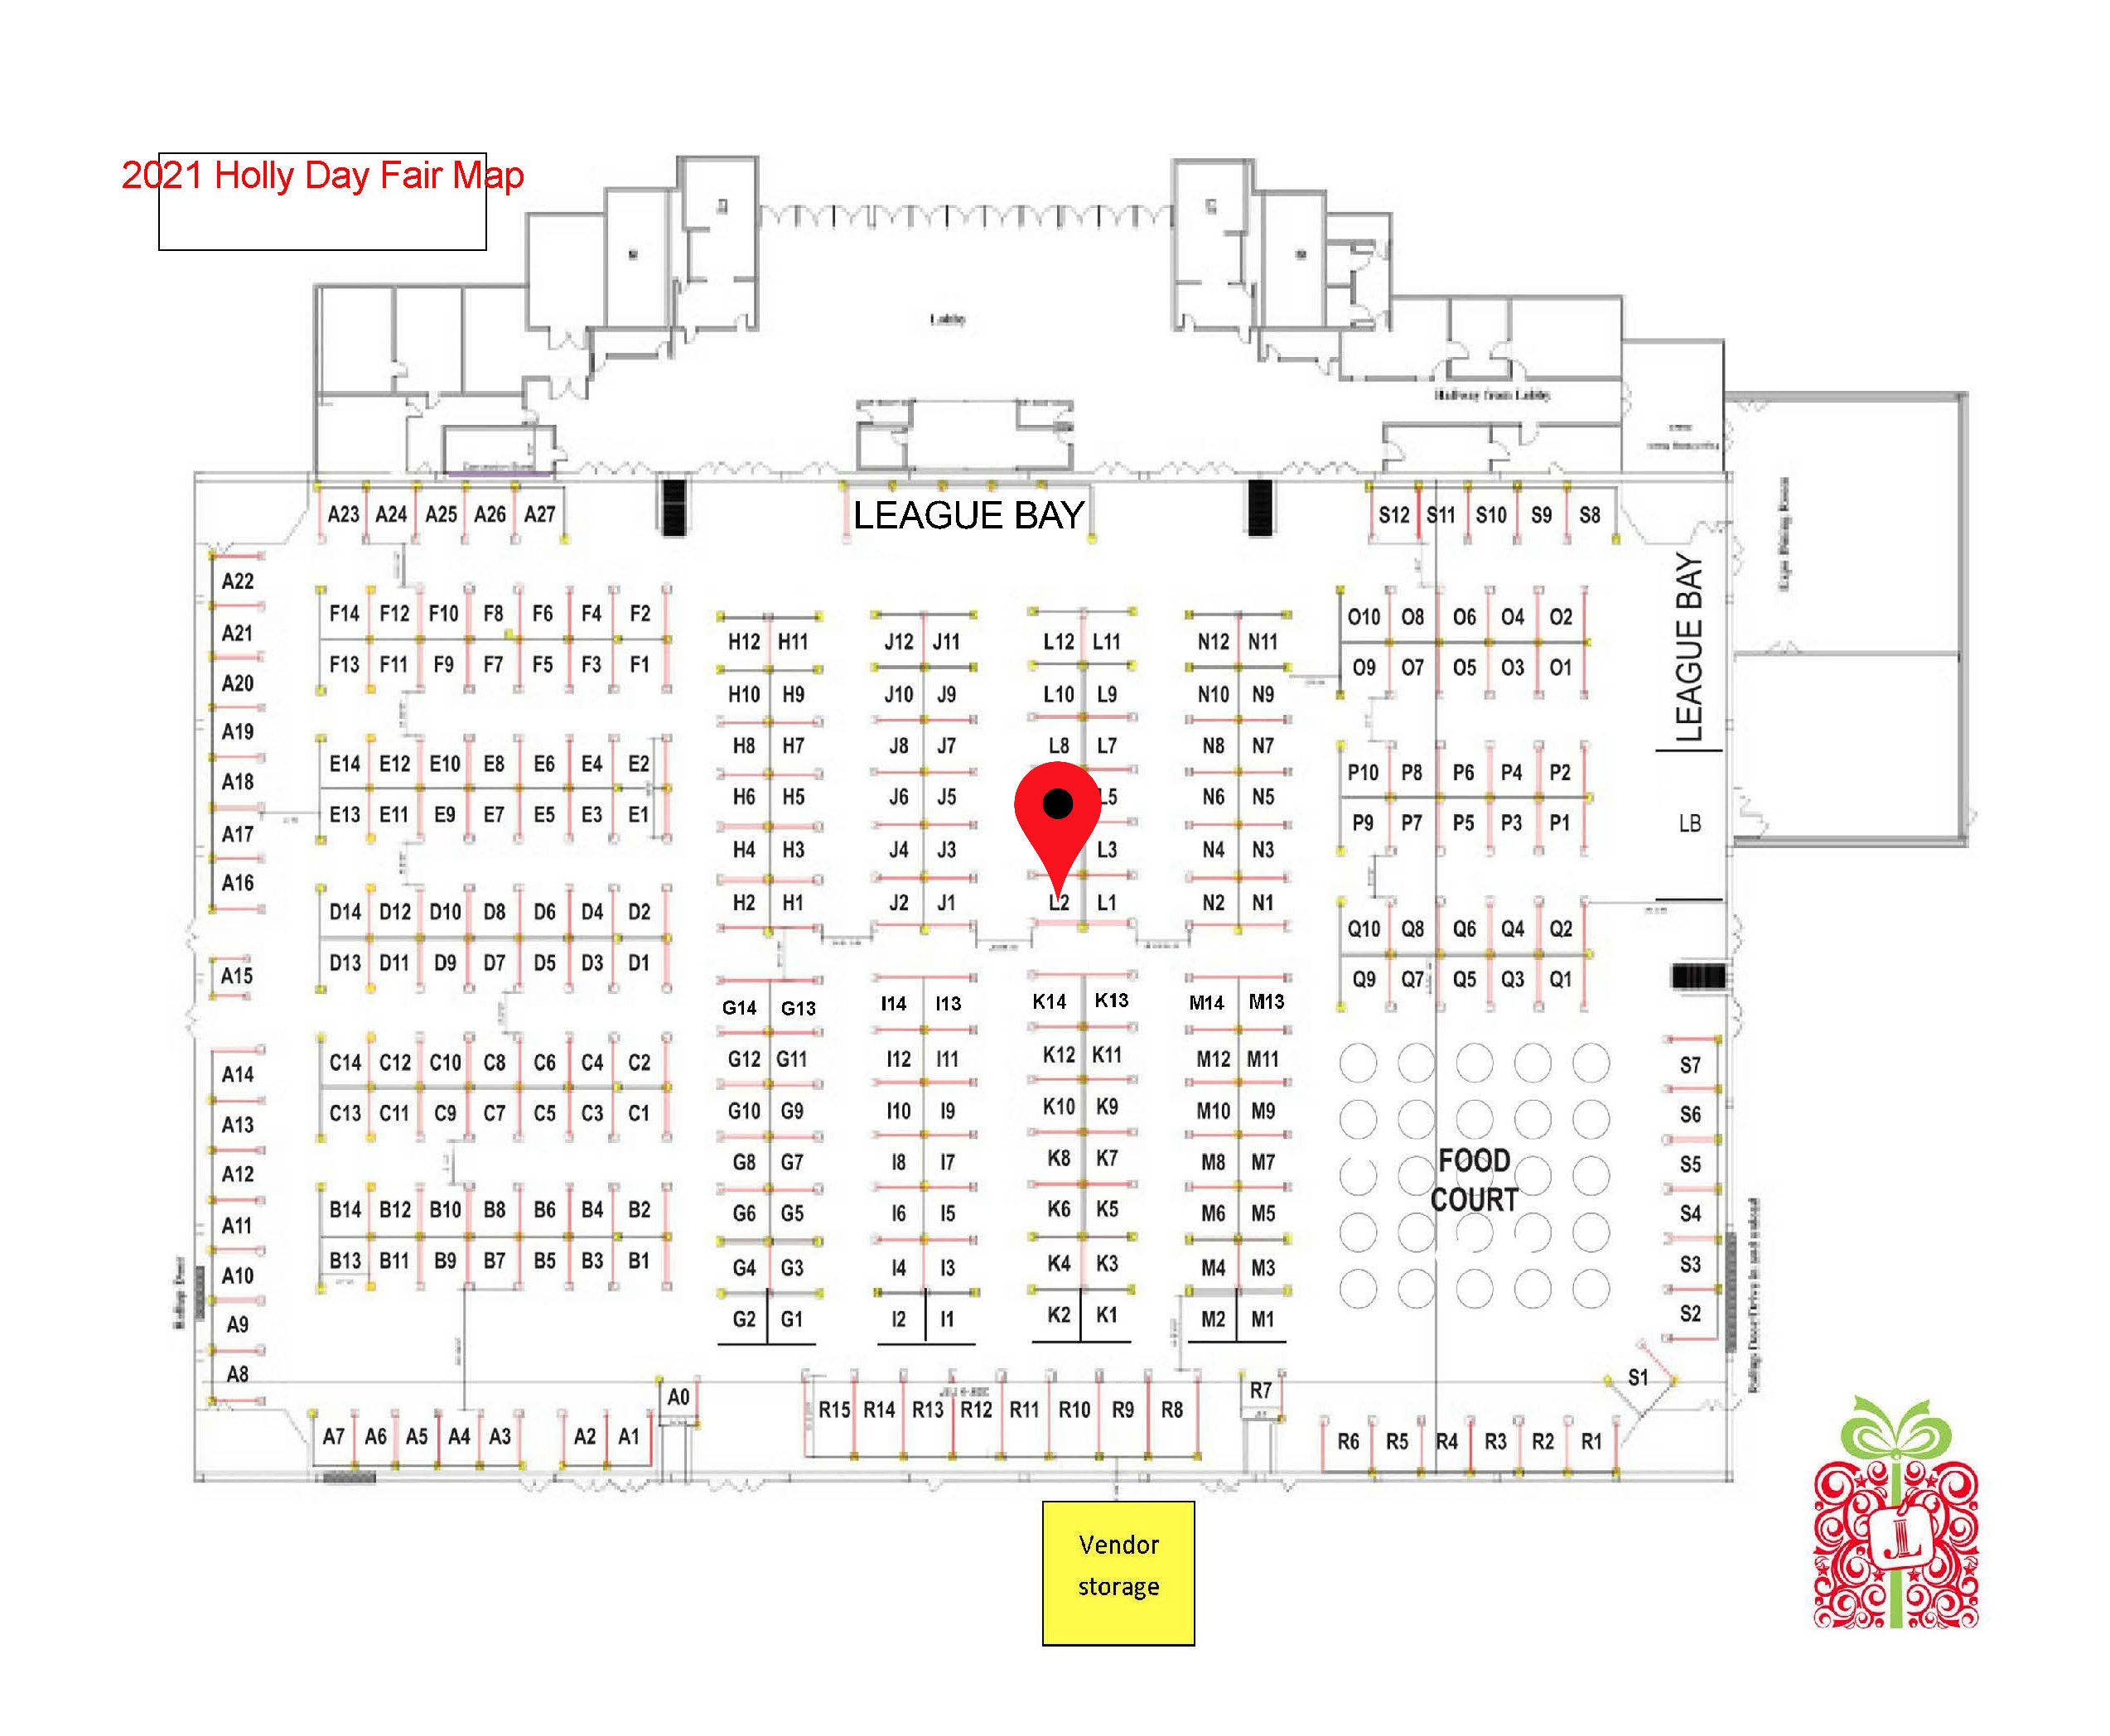 2021 Holly Day Fair Map
Lobby
Hallway from Lobby
LEAGUE BAY
A23 A24 A25 A26 A27
S12 S11 S10 S9 S8
A22
A21
A20
A19
A18
A17
A16
A15
A14
A13
A12
A11
A10
A9
A8
F14 F12 F10 F8 F6 F4 F2
F13 F11 F9 F7 F5 F3 F1
E14 E12 E10 E8 E6 E4 E2
E13 E11 E9 E7 E5 E3 E1
D14 D12 D10 D8 D6 D4 D2
D13 D11 D9 D7 D5 D3 D1
C14 C12 C10 C8 C6 C4 C2
C13 C11 C9 C7 C5 C3 C1
B14 B12 B10 B8 B6 B4 B2
B13 B11 B9 B7 B5 B3 B1
H12 H11
H10 H9
H8 H7
H6 H5
H4 H3
H2 H1
G14 G13
G12 G11
G10 G9
G8 G7
G6 G5
G4 G3
G2 G1
J12 J11
J10 J9
J8 J7
J6 J5
J4 J3
J2 J1
I14 I13
I12 I11
I10 I9
I8 I7
I6 I5
I4 I3
I2 I1
L12 L11
L10 L9
L8 L7
L5
L3
L2 L1
K14 K13
K12 K11
K10 K9
K8 K7
K6 K5
K4 K3
K2 K1
N12 N11
N10 N9
N8 N7
N6 N5
N4 N3
N2 N1
M14 M13
M12 M11
M10 M9
M8 M7
M6 M5
M4 M3
M2 M1
O10 O8 O6 O4 O2
O9 O7 O5 O3 O1
P10 P8 P6 P4 P2
P9 P7 P5 P3 P1
Q10 Q8 Q6 Q4 Q2
Q9 Q7 Q5 Q3 Q1
LEAGUE BAY
LB
FOOD
COURT
S7
S6
S5
S4
S3
S2
S1
A7 A6 A5 A4 A3 A2 A1
A0
R15 R14 R13 R12 R11 R10 R9 R8
R7
R6 R5 R4 R3 R2 R1
Vendor
storage
JL